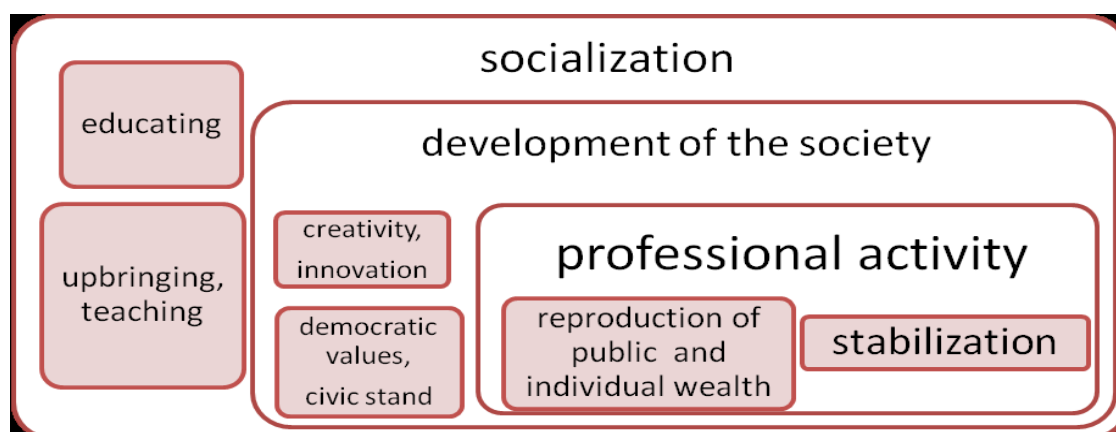 socialization
educating
upbringing,
teaching
development of the society
creativity,
innovation
democratic
values,
civic stand
professional activity
reproduction of
public and
individual wealth
stabilization